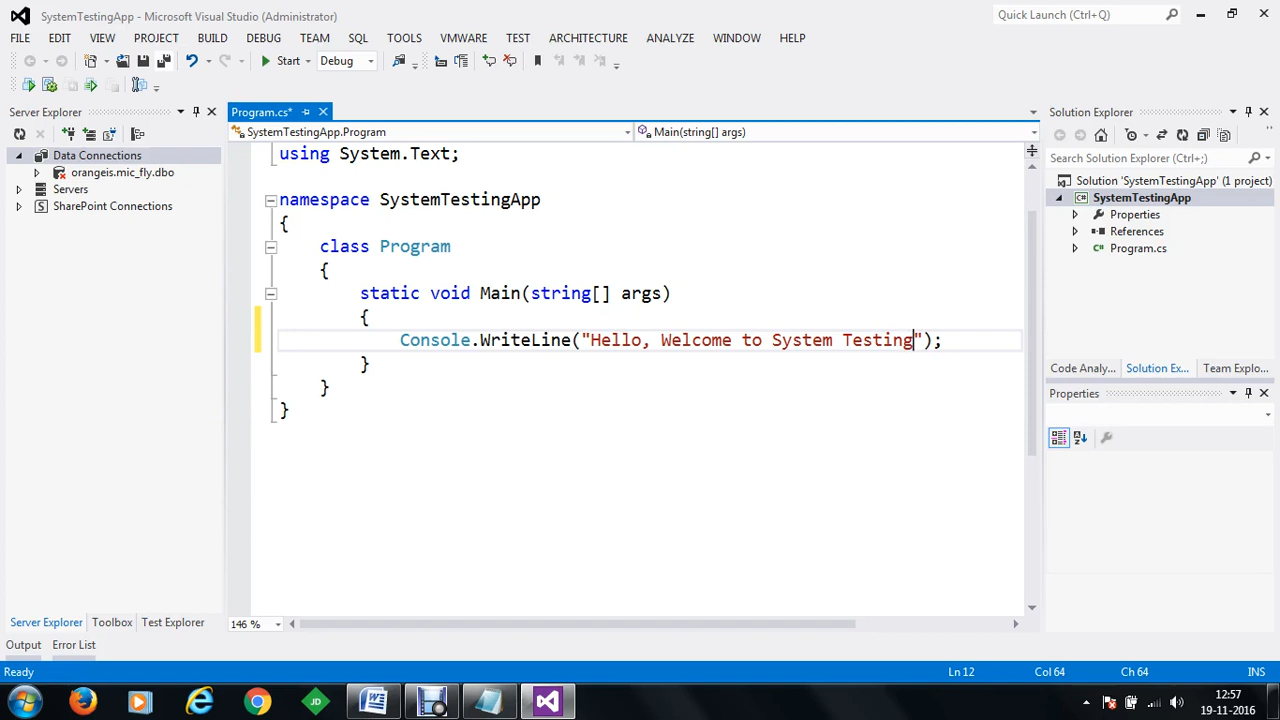 SystemTestingApp - Microsoft Visual Studio (Administrator)
Quick Launch (Ctrl+Q)
FILE EDIT VIEW PROJECT BUILD DEBUG TEAM SQL TOOLS VMWARE TEST ARCHITECTURE ANALYZE WINDOW HELP
Start Debug
Server Explorer
Data Connections
orangeis.mic_fly.dbo
Servers
SharePoint Connections
Program.cs*
SystemTestingApp.Program
Main(string[] args)
using System.Text;
namespace SystemTestingApp
{
class Program
{
static void Main(string[] args)
{
Console.WriteLine("Hello, Welcome to System Testing");
}
}
}
146 %
Solution Explorer
Search Solution Explorer (Ctrl+;)
Solution 'SystemTestingApp' (1 project)
C# SystemTestingApp
Properties
References
C# Program.cs
Code Analy... Solution Ex... Team Explo...
Properties
Server Explorer Toolbox Test Explorer
Output Error List
Ready Ln 12 Col 64 Ch 64 INS
JD
12:57
19-11-2016